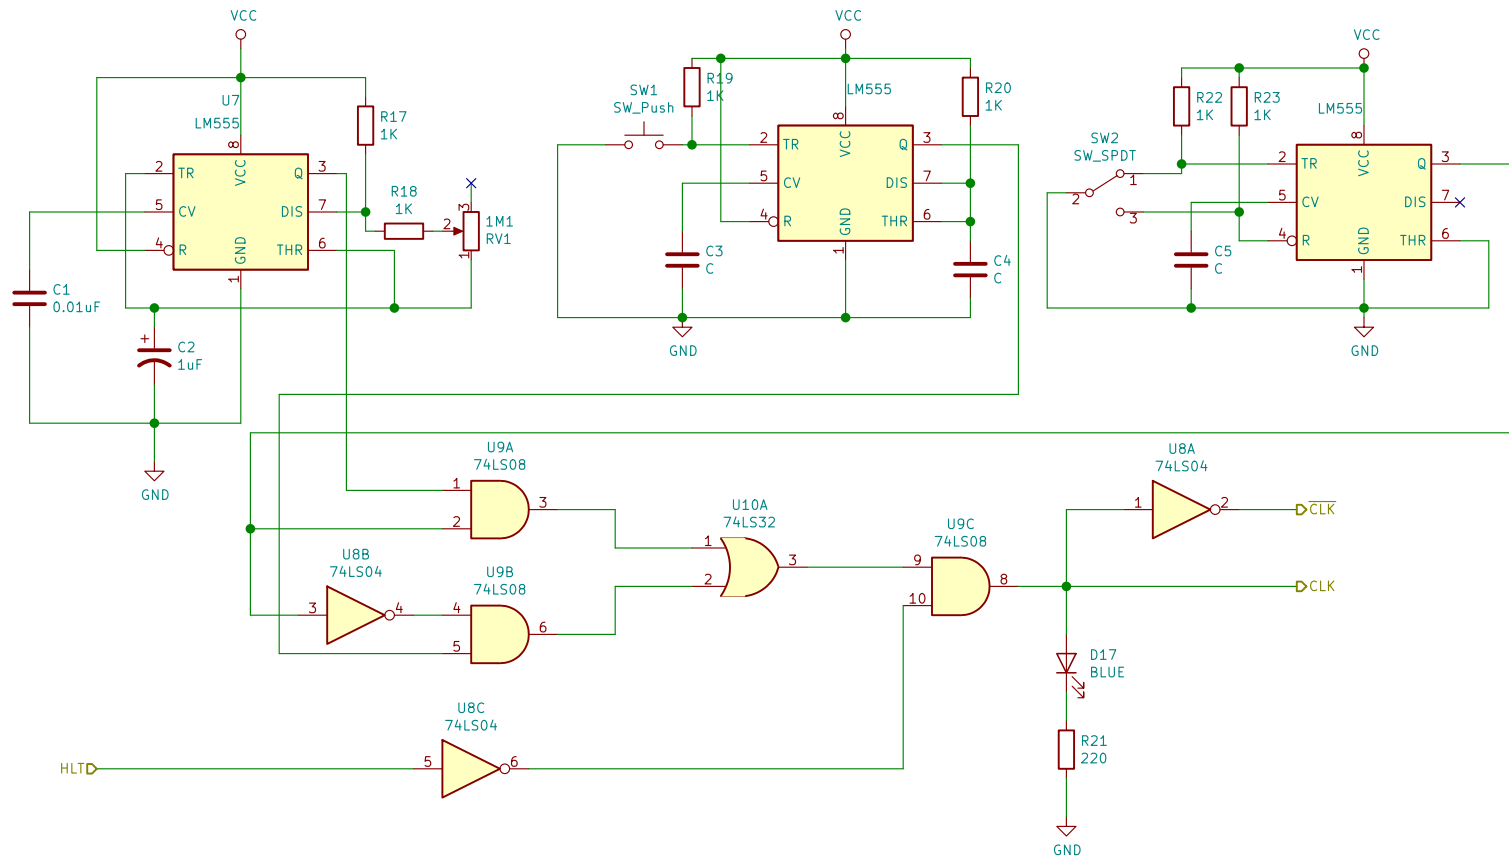 VCC
U7
LM555
8
2
TR
VCC
Q
3
R17
1K
5
CV
DIS
7
4
R
GND
THR
6
1
R18
1K
2
3
1
1M1
RV1
C1
0.01uF
C2
1uF
GND
VCC
R19
1K
SW1
SW_Push
LM555
8
R20
1K
2
TR
VCC
Q
3
5
CV
DIS
7
4
R
GND
THR
6
1
C3
C
C4
C
GND
VCC
R22
1K
R23
1K
LM555
8
SW2
SW_SPDT
1
2
3
2
TR
VCC
Q
3
5
CV
DIS
7
4
R
GND
THR
6
1
C5
C
GND
U9A
74LS08
1
2
3
U8B
74LS04
3
4
U9B
74LS08
4
5
6
U10A
74LS32
1
2
3
U9C
74LS08
9
10
8
U8A
74LS04
1
2
CLK
CLK
D17
BLUE
R21
220
GND
U8C
74LS04
HLT
5
6